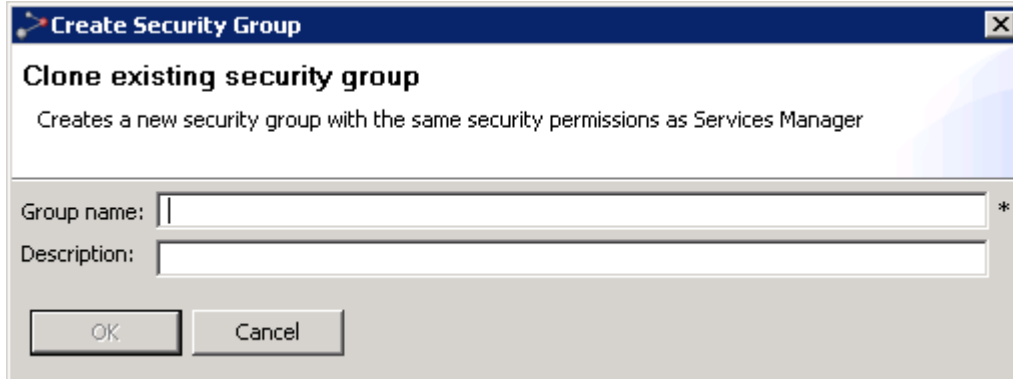 Create Security Group
Clone existing security group
Creates a new security group with the same security permissions as Services Manager
Group name: *
Description:
OK Cancel